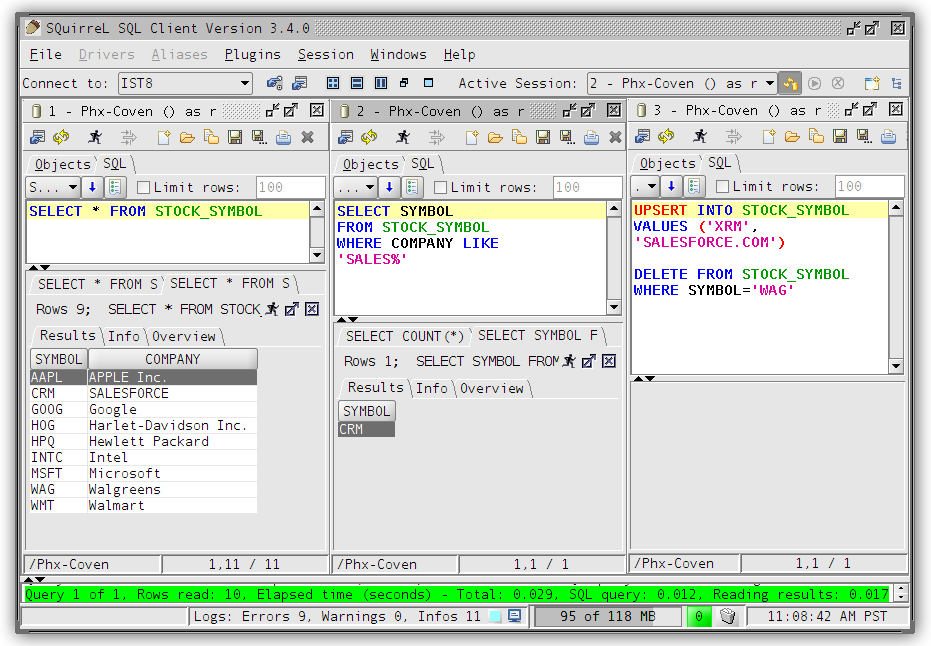 SQuirreL SQL Client Version 3.4.0
File Drivers Aliases Plugins Session Windows Help
Connect to: IST8 Active Session: 2 - Phx-Coven () as r
1 - Phx-Coven () as r
Objects SQL
S... Limit rows: 100
SELECT * FROM STOCK_SYMBOL
SELECT * FROM S SELECT * FROM S
Rows 9; SELECT * FROM STOCK_
Results Info Overview
SYMBOL COMPANY
AAPL APPLE Inc.
CRM SALESFORCE
GOOG Google
HOG Harlet-Davidson Inc.
HPQ Hewlett Packard
INTC Intel
MSFT Microsoft
WAG Walgreens
WMT Walmart
/Phx-Coven 1,11 / 11
2 - Phx-Coven () as r
Objects SQL
... Limit rows: 100
SELECT SYMBOL
FROM STOCK_SYMBOL
WHERE COMPANY LIKE
'SALES%'
SELECT COUNT(*) SELECT SYMBOL F
Rows 1; SELECT SYMBOL FROM
Results Info Overview
SYMBOL
CRM
/Phx-Coven 1,1 / 1
3 - Phx-Coven () as r
Objects SQL
. Limit rows: 100
UPSERT INTO STOCK_SYMBOL
VALUES ('XRM',
'SALESFORCE.COM')
DELETE FROM STOCK_SYMBOL
WHERE SYMBOL='WAG'
/Phx-Coven 1,1 / 1
Query 1 of 1, Rows read: 10, Elapsed time (seconds) - Total: 0.029, SQL query: 0.012, Reading results: 0.017
Logs: Errors 9, Warnings 0, Infos 11 95 of 118 MB 0 11:08:42 AM PST